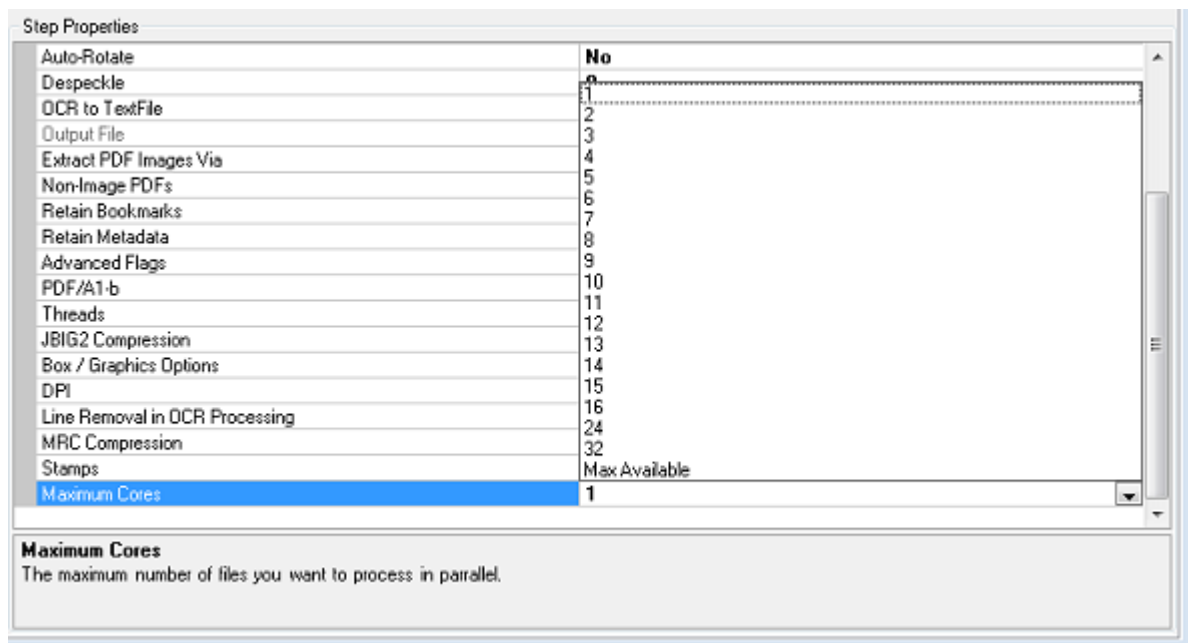 Step Properties
Auto-Rotate No
Despeckle
OCR to TextFile 1
Output File 2
Extract PDF Images Via 3
Non-Image PDFs 4
Retain Bookmarks 5
Retain Metadata 6
Advanced Flags 7
PDF/A1-b 8
Threads 9
JBIG2 Compression 10
Box / Graphics Options 11
DPI 12
Line Removal in OCR Processing 13
MRC Compression 14
Stamps 15
16
24
32
Max Available
Maximum Cores 1
Maximum Cores
The maximum number of files you want to process in parrallel.